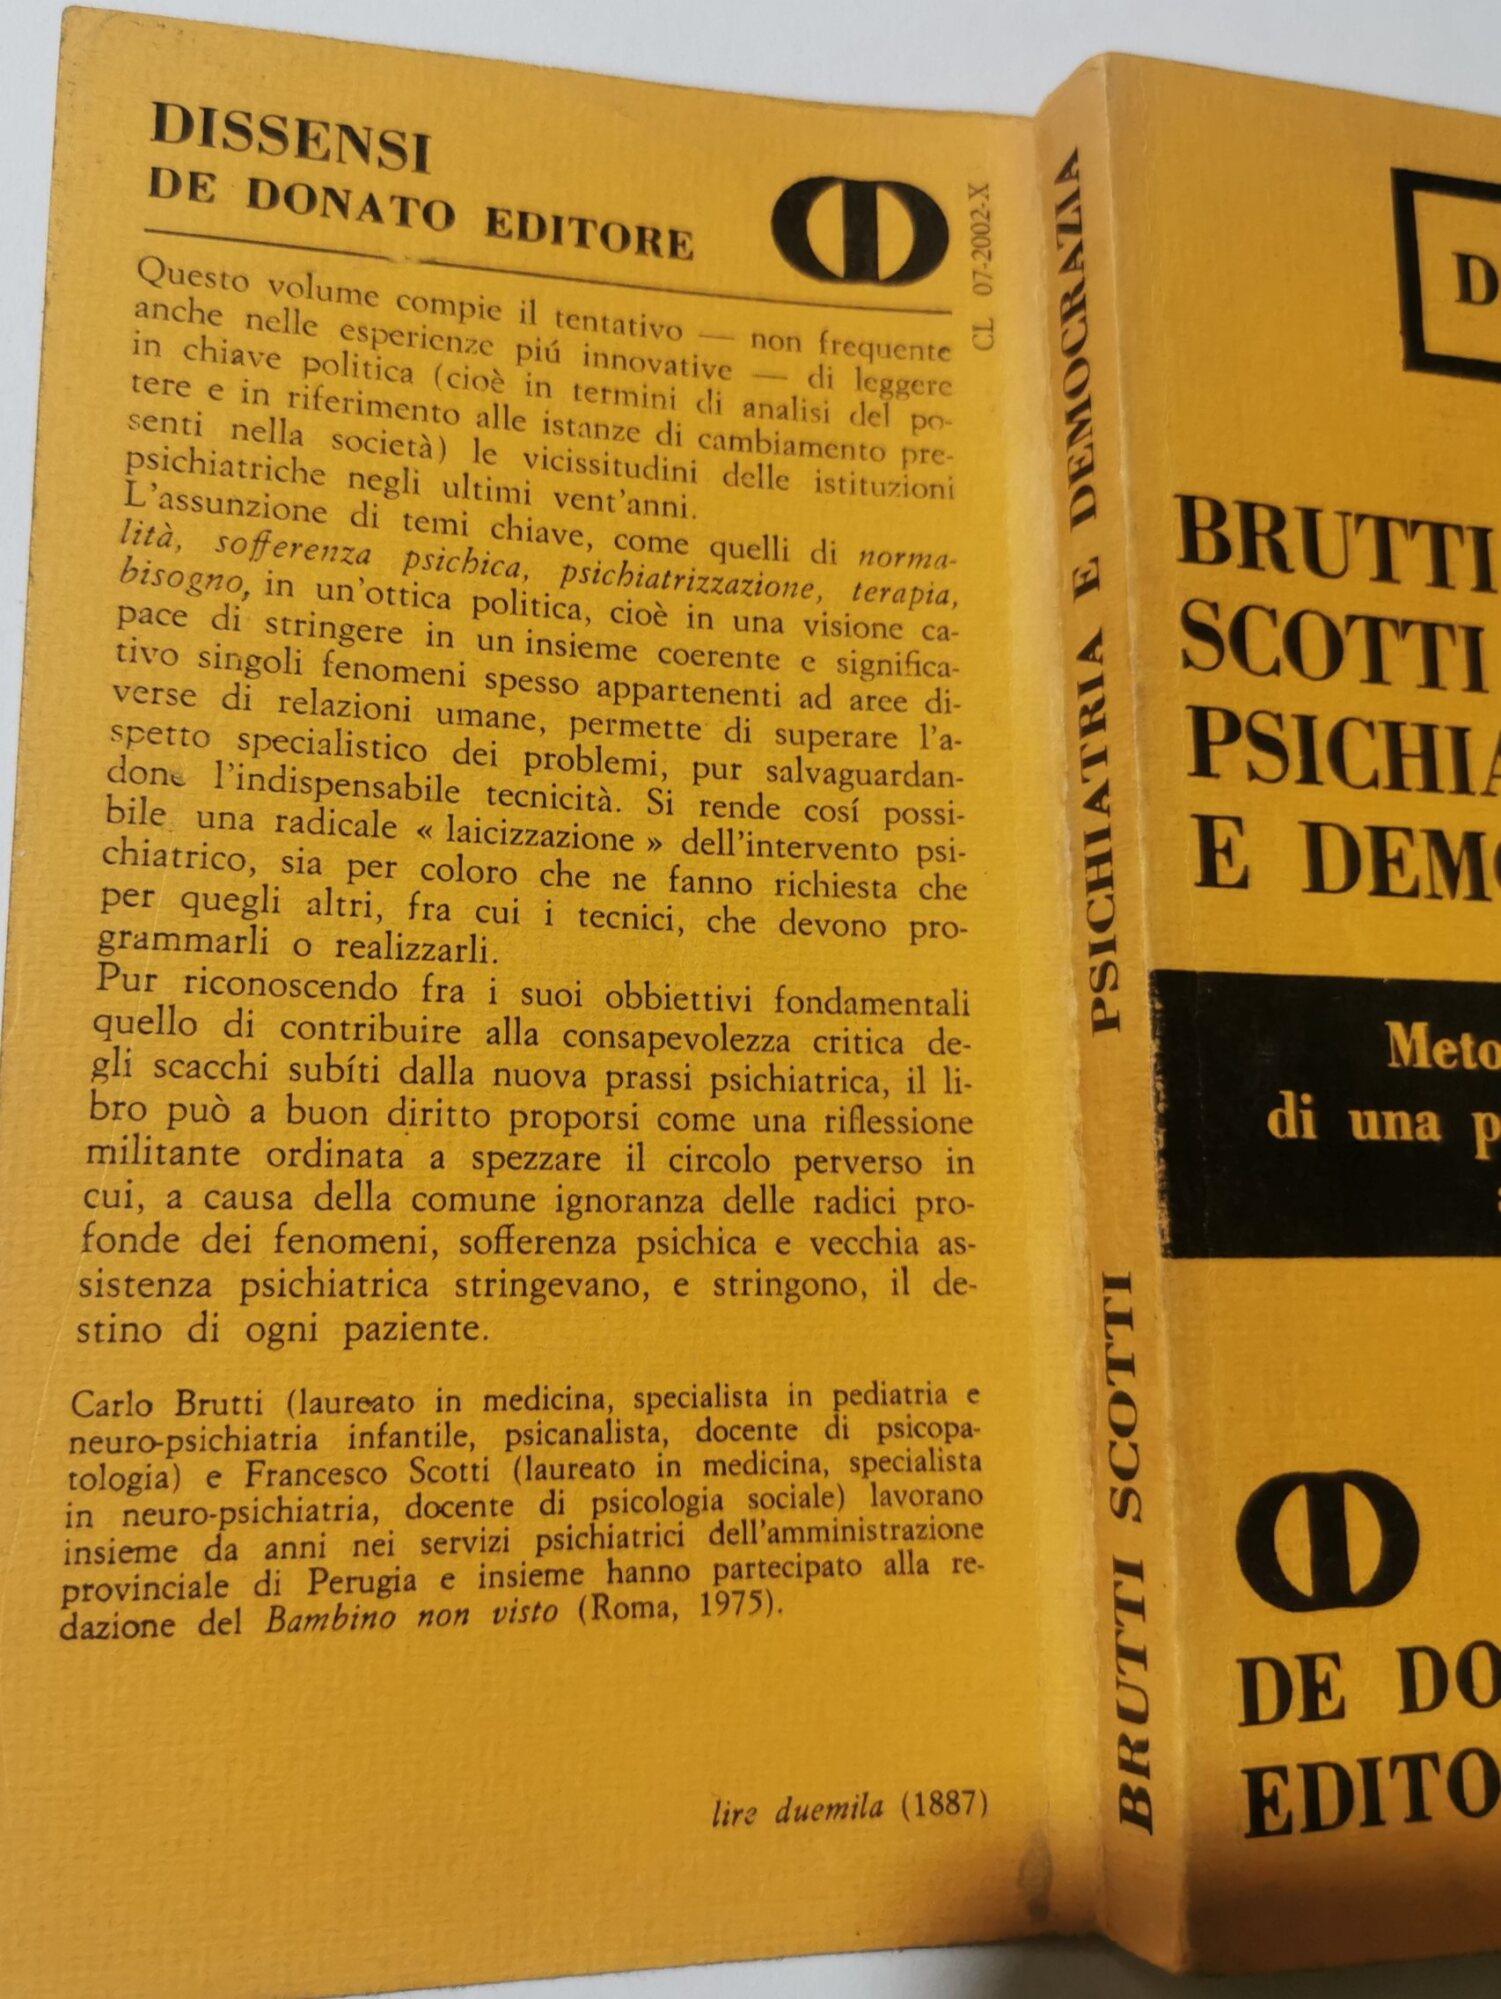 DISSENSI
DE DONATO EDITORE
CL 07-2002-X
Questo volume compie il tentativo — non frequente
anche nelle esperienze piú innovative — di leggere
in chiave politica (cioè in termini di analisi del po-
tere e in riferimento alle istanze di cambiamento pre-
senti nella società) le vicissitudini delle istituzioni
psichiatriche negli ultimi vent'anni.
L'assunzione di temi chiave, come quelli di norma-
lità, sofferenza psichica, psichiatrizzazione, terapia,
bisogno, in un'ottica politica, cioè in una visione ca-
pace di stringere in un insieme coerente e significa-
tivo singoli fenomeni spesso appartenenti ad aree di-
verse di relazioni umane, permette di superare l'a-
spetto specialistico dei problemi, pur salvaguardan-
done l'indispensabile tecnicità. Si rende cosí possi-
bile una radicale « laicizzazione » dell'intervento psi-
chiatrico, sia per coloro che ne fanno richiesta che
per quegli altri, fra cui i tecnici, che devono pro-
grammarli o realizzarli.
Pur riconoscendo fra i suoi obbiettivi fondamentali
quello di contribuire alla consapevolezza critica de-
gli scacchi subíti dalla nuova prassi psichiatrica, il li-
bro può a buon diritto proporsi come una riflessione
militante ordinata a spezzare il circolo perverso in
cui, a causa della comune ignoranza delle radici pro-
fonde dei fenomeni, sofferenza psichica e vecchia as-
sistenza psichiatrica stringevano, e stringono, il de-
stino di ogni paziente.
Carlo Brutti (laureato in medicina, specialista in pediatria e
neuro-psichiatria infantile, psicanalista, docente di psicopa-
tologia) e Francesco Scotti (laureato in medicina, specialista
in neuro-psichiatria, docente di psicologia sociale) lavorano
insieme da anni nei servizi psichiatrici dell'amministrazione
provinciale di Perugia e insieme hanno partecipato alla re-
dazione del Bambino non visto (Roma, 1975).
lire duemila (1887)
BRUTTI SCOTTI PSICHIATRIA E DEMOCRAZIA
D
BRUTTI
SCOTTI
PSICHIA
E DEMO
Meto
di una p
DE DO
EDITO